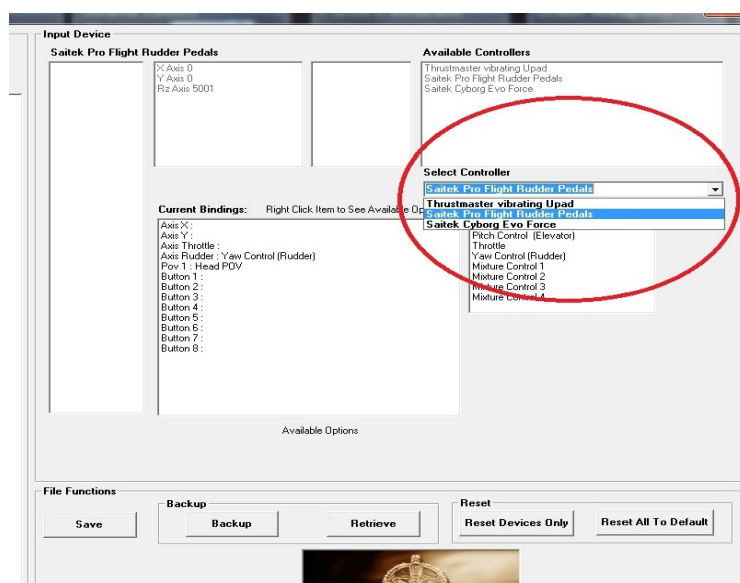 Input Device
Saitek Pro Flight Rudder Pedals
X Axis 0
Y Axis 0
Rz Axis 5001
Available Controllers
Thrustmaster vibrating Upad
Saitek Pro Flight Rudder Pedals
Saitek Cyborg Evo Force
Select Controller
Saitek Pro Flight Rudder Pedals
Thrustmaster vibrating Upad
Saitek Pro Flight Rudder Pedals
Saitek Cyborg Evo Force
Current Bindings: Right Click Item to See Available Op
Axis X :
Axis Y :
Axis Throttle :
Axis Rudder : Yaw Control (Rudder)
Pov 1 : Head POV
Button 1 :
Button 2 :
Button 3 :
Button 4 :
Button 5 :
Button 6 :
Button 7 :
Button 8 :
Pitch Control (Elevator)
Throttle
Yaw Control (Rudder)
Mixture Control 1
Mixture Control 2
Mixture Control 3
Mixture Control 4
Available Options
File Functions
Save
Backup
Backup
Retrieve
Reset
Reset Devices Only
Reset All To Default